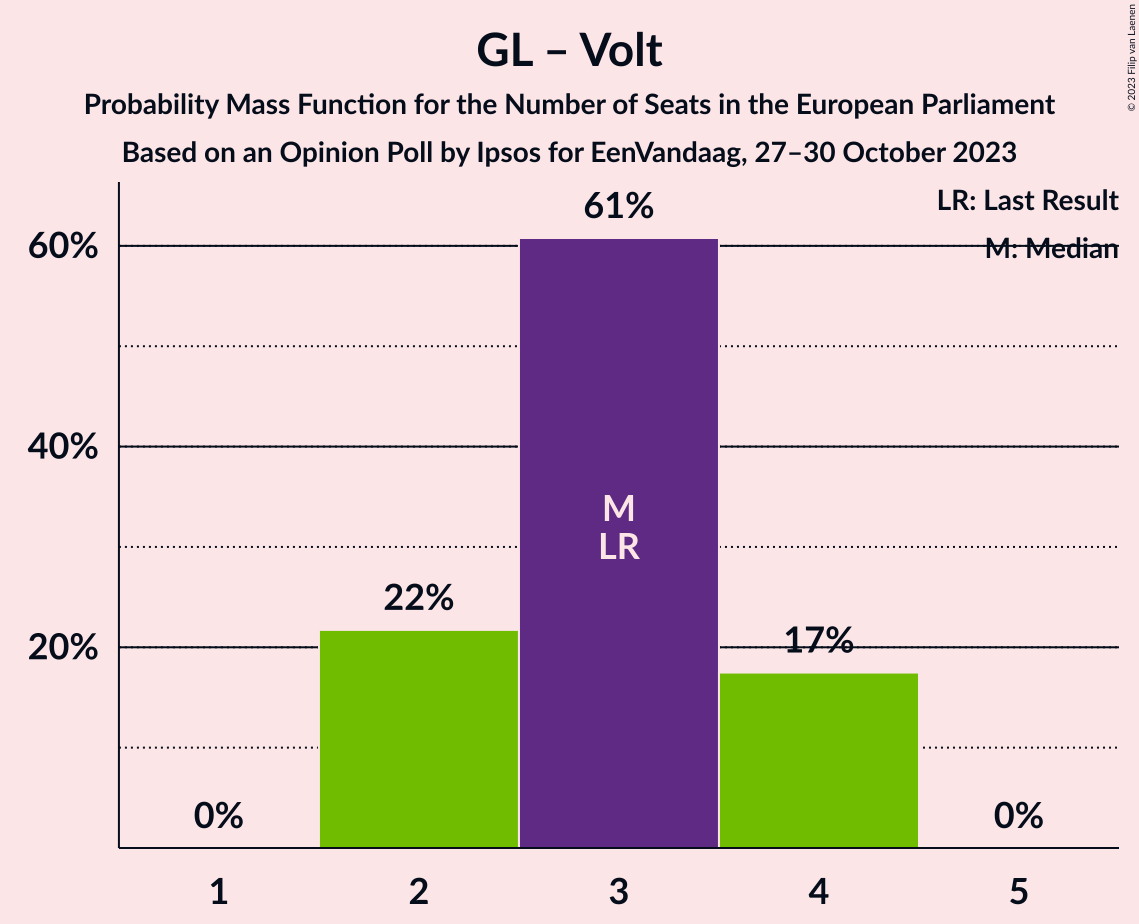 GL – Volt
Probability Mass Function for the Number of Seats in the European Parliament
Based on an Opinion Poll by Ipsos for EenVandaag, 27–30 October 2023
© 2023 Filip van Laenen
LR: Last Result
M: Median
60%
40%
20%
0%
22%
61%
17%
0%
M
LR
1
2
3
4
5